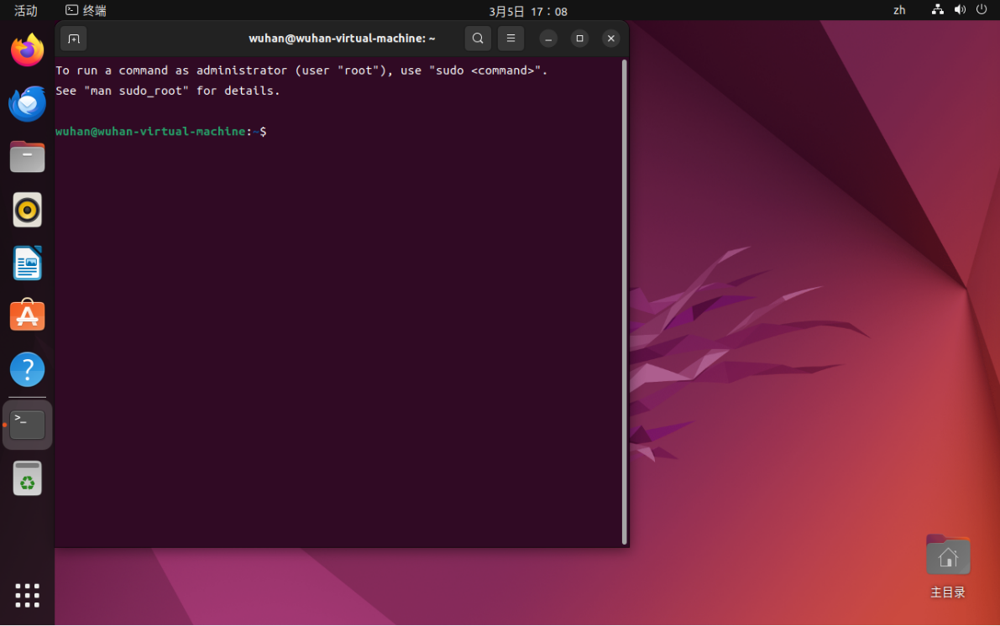 活动 终端 3月5日 17：08 zh
wuhan@wuhan-virtual-machine: ~
To run a command as administrator (user "root"), use "sudo <command>".
See "man sudo_root" for details.
wuhan@wuhan-virtual-machine:~$
主目录